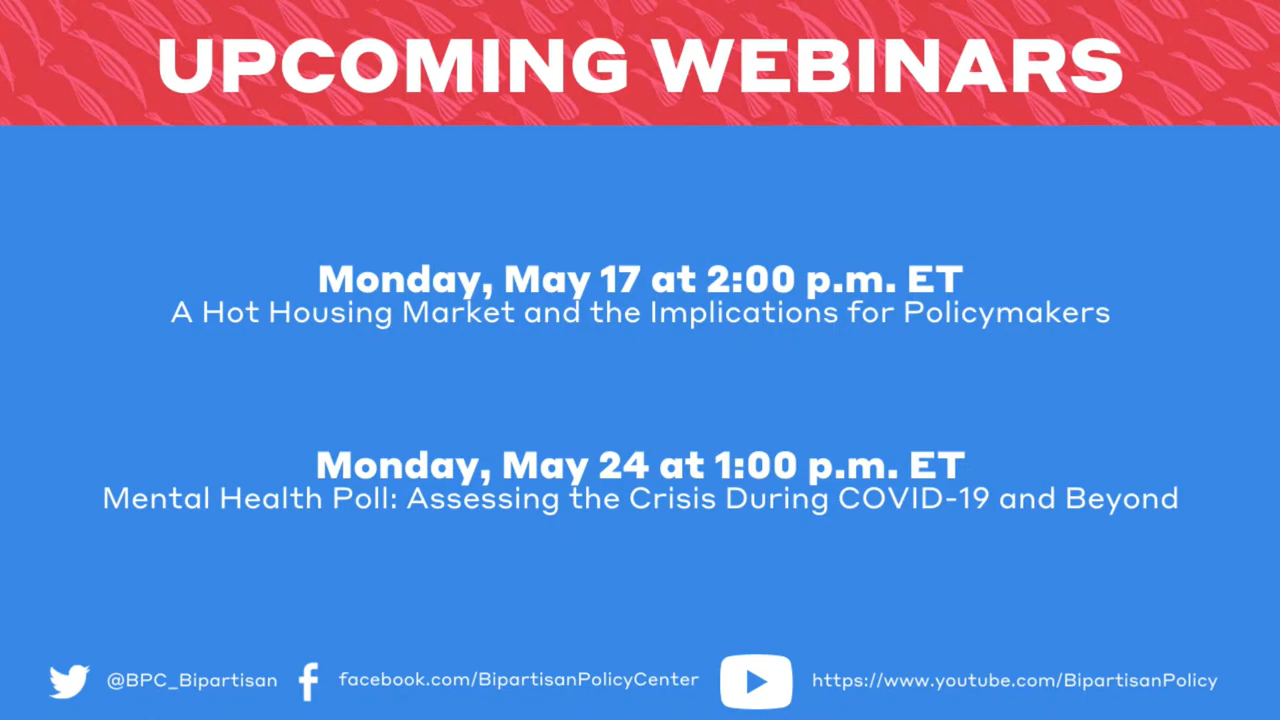 UPCOMING WEBINARS
Monday, May 17 at 2:00 p.m. ET
A Hot Housing Market and the Implications for Policymakers
Monday, May 24 at 1:00 p.m. ET
Mental Health Poll: Assessing the Crisis During COVID-19 and Beyond
@BPC_Bipartisan facebook.com/BipartisanPolicyCenter https://www.youtube.com/BipartisanPolicy